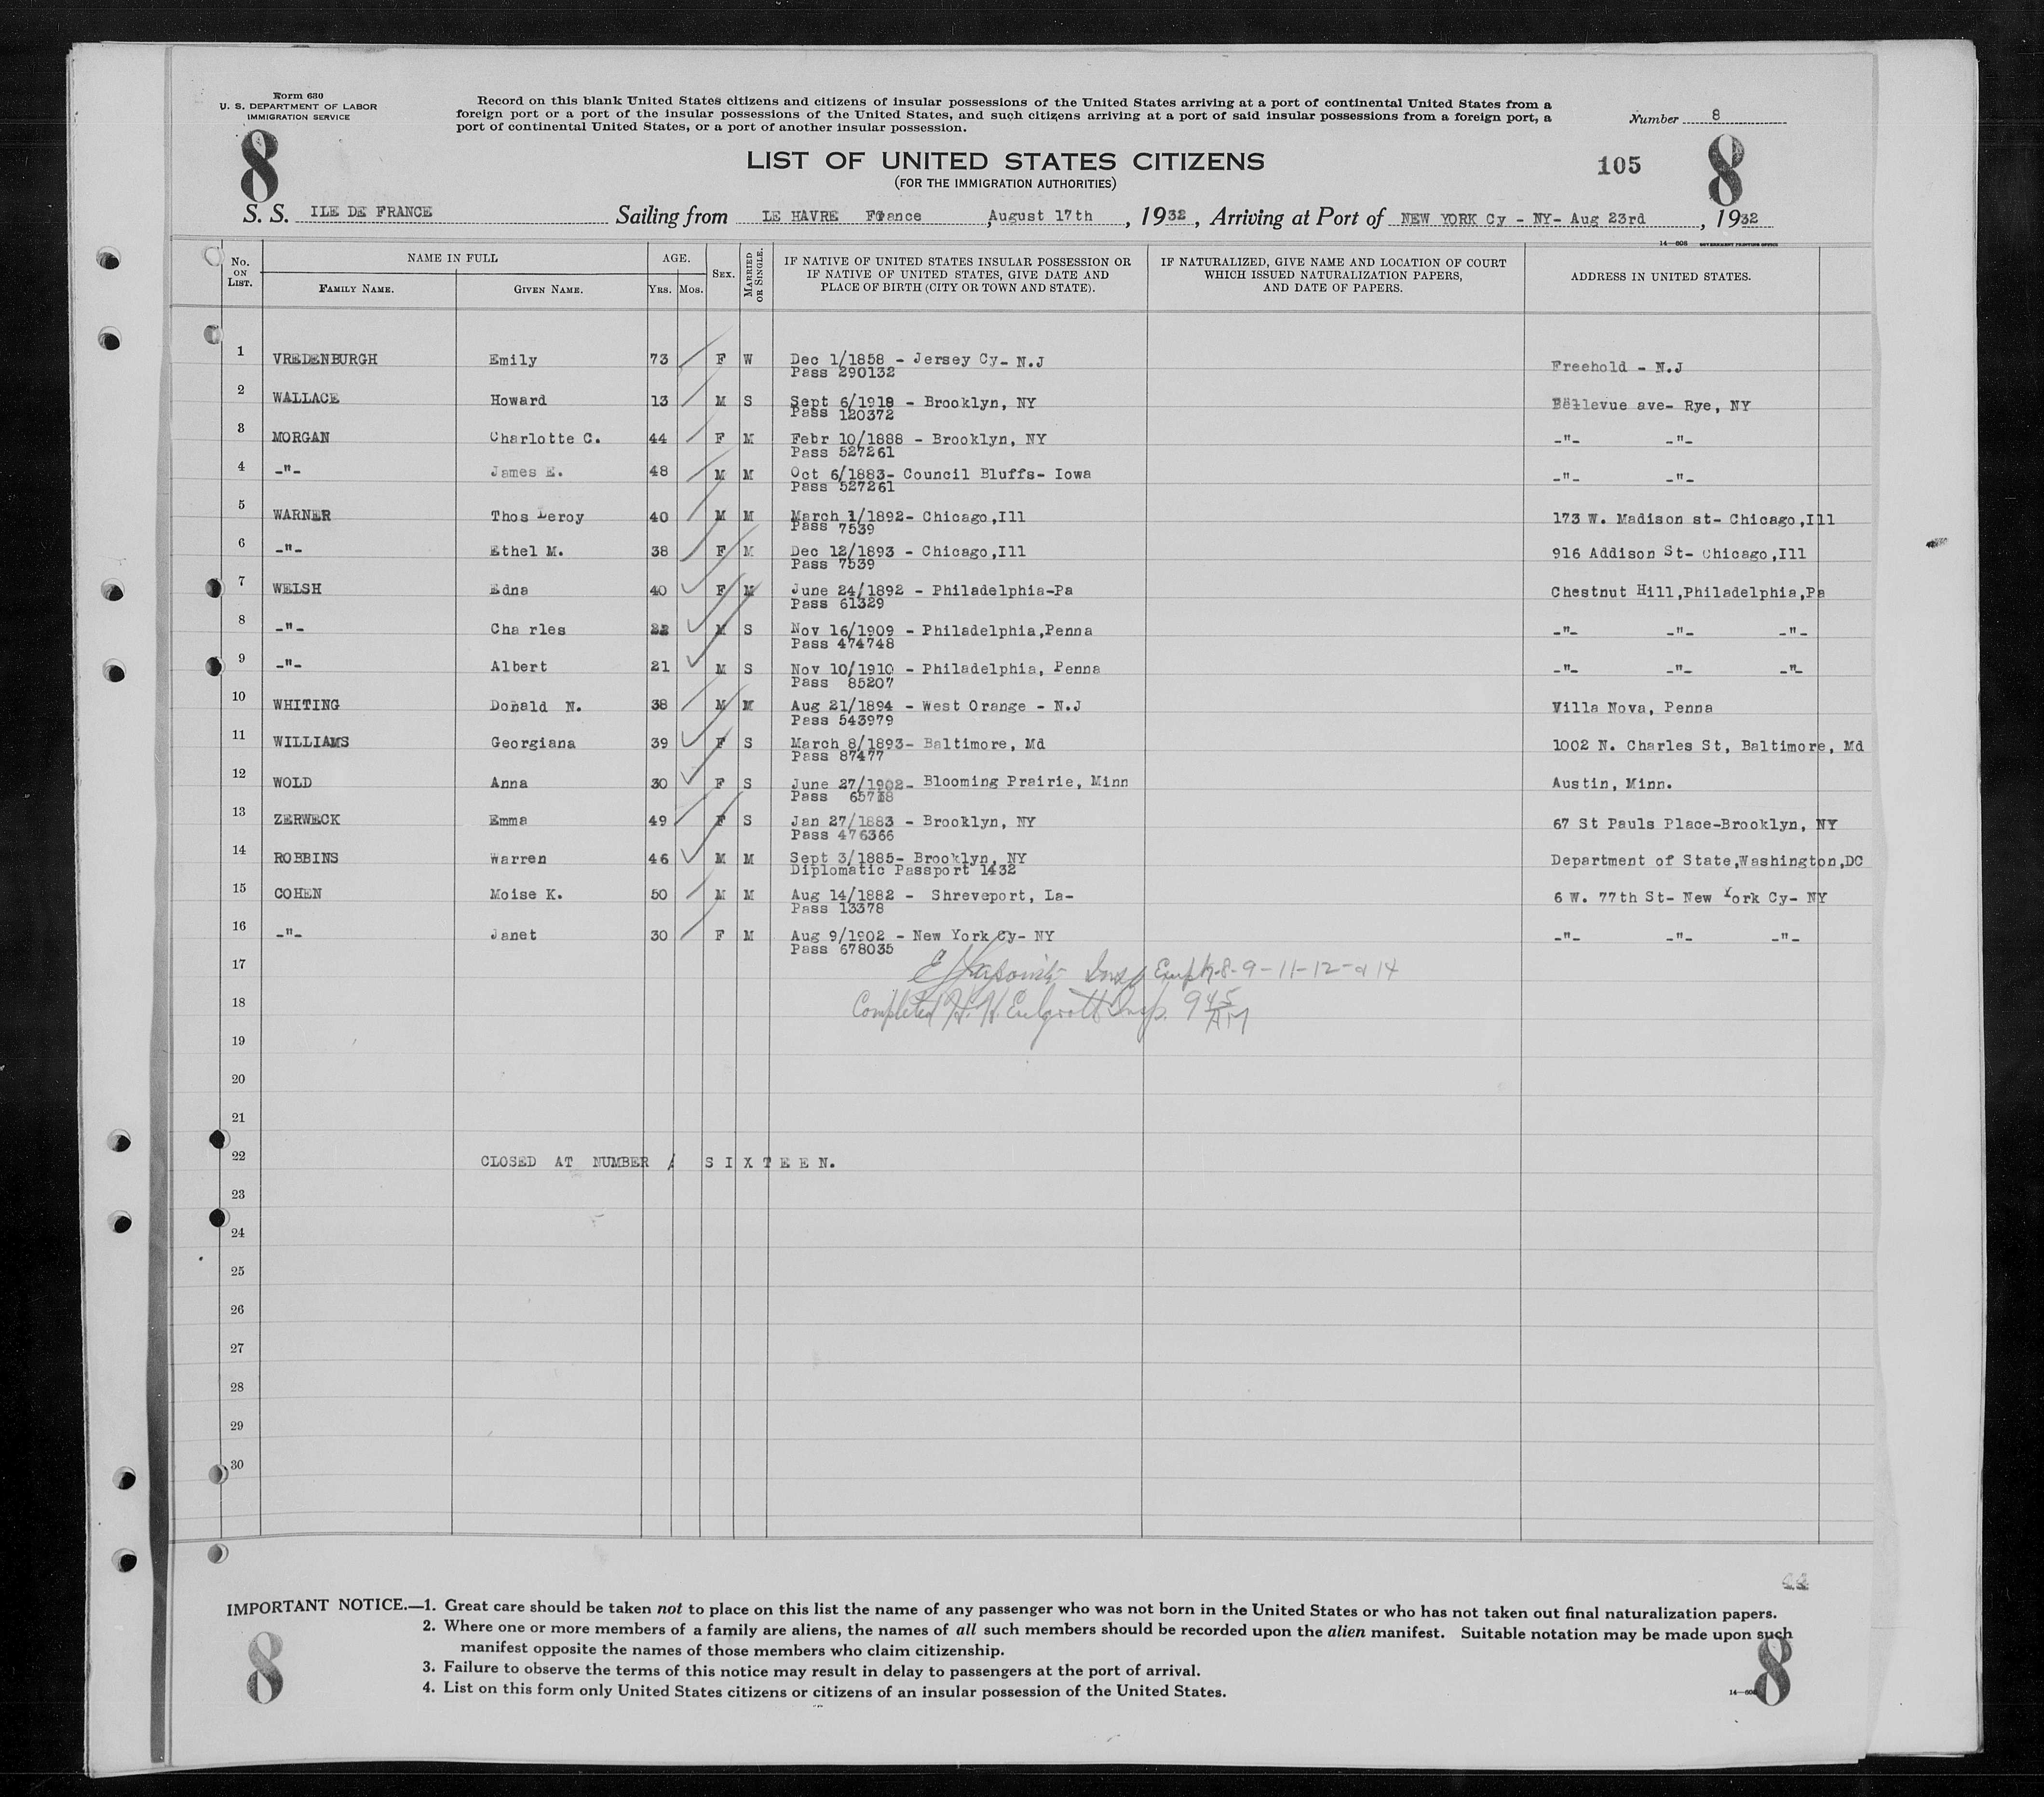 Form 630
U. S. DEPARTMENT OF LABOR
IMMIGRATION SERVICE
Record on this blank United States citizens and citizens of insular possessions of the United States arriving at a port of continental United States from a
foreign port or a port of the insular possessions of the United States, and such citizens arriving at a port of said insular possessions from a foreign port, a
port of continental United States, or a port of another insular possession.
Number 8
8
LIST OF UNITED STATES CITIZENS
105
8
(FOR THE IMMIGRATION AUTHORITIES)
S. S. ILE DE FRANCE Sailing from LE HAVRE France, August 17th, 1932, Arriving at Port of NEW YORK Cy - NY- Aug 23rd, 1932
14—808 GOVERNMENT PRINTING OFFICE
No. ON LIST. NAME IN FULL FAMILY NAME. GIVEN NAME. AGE. YRS. MOS. SEX. MARRIED OR SINGLE. IF NATIVE OF UNITED STATES INSULAR POSSESSION OR IF NATIVE OF UNITED STATES, GIVE DATE AND PLACE OF BIRTH (CITY OR TOWN AND STATE). IF NATURALIZED, GIVE NAME AND LOCATION OF COURT WHICH ISSUED NATURALIZATION PAPERS, AND DATE OF PAPERS. ADDRESS IN UNITED STATES.
1 VREDENBURGH Emily 73 F W Dec 1/1858 - Jersey Cy- N.J Freehold - N.J
Pass 290132
2 WALLACE Howard 13 M S Sept 6/1918 - Brooklyn, NY Bellevue ave- Rye, NY
Pass 120372
3 MORGAN Charlotte C. 44 F M Febr 10/1888 - Brooklyn, NY -"- -"-
Pass 527261
4 -"- James E. 48 M M Oct 6/1883- Council Bluffs- Iowa -"- -"-
Pass 527261
5 WARNER Thos Leroy 40 M M March 1/1892- Chicago,Ill 173 W. Madison st- Chicago,Ill
Pass 7539
6 -"- Ethel M. 38 F M Dec 12/1893 - Chicago,Ill 916 Addison St- Chicago,Ill
Pass 7539
7 WELSH Edna 40 F M June 24/1892 - Philadelphia-Pa Chestnut Hill,Philadelphia,Pa
Pass 61329
8 -"- Cha rles 22 M S Nov 16/1909 - Philadelphia,Penna -"- -"- -"-
Pass 474748
9 -"- Albert 21 M S Nov 10/1910 - Philadelphia, Penna -"- -"- -"-
Pass 85207
10 WHITING Donald N. 38 M M Aug 21/1894 - West Orange - N.J Villa Nova, Penna
Pass 543979
11 WILLIAMS Georgiana 39 F S March 8/1893- Baltimore, Md 1002 N. Charles St, Baltimore, Md
Pass 87477
12 WOLD Anna 30 F S June 27/1902- Blooming Prairie, Minn Austin, Minn.
Pass
13 ZERWECK Emma 49 F S Jan 27/1883 - Brooklyn, NY 67 St Pauls Place-Brooklyn, NY
Pass 476366
14 ROBBINS Warren 46 M M Sept 3/1885- Brooklyn, NY Department of State,Washington,DC
Diplomatic Passport 1432
15 COHEN Moise K. 50 M M Aug 14/1882 - Shreveport, La- 6 W. 77th St- New York Cy- NY
Pass 13378
16 -"- Janet 30 F M Aug 9/1902 - New York Cy- NY -"- -"- -"-
Pass 678035
17 Insp 8-9-11-12- 14
18 Completed H. H. Insp. 9 45 AM
19
20
21
22 CLOSED AT NUMBER / S I X T E E N.
23
24
25
26
27
28
29
30
44
IMPORTANT NOTICE.—1. Great care should be taken not to place on this list the name of any passenger who was not born in the United States or who has not taken out final naturalization papers.
2. Where one or more members of a family are aliens, the names of all such members should be recorded upon the alien manifest. Suitable notation may be made upon such
manifest opposite the names of those members who claim citizenship.
3. Failure to observe the terms of this notice may result in delay to passengers at the port of arrival.
4. List on this form only United States citizens or citizens of an insular possession of the United States.
8
14—808
8